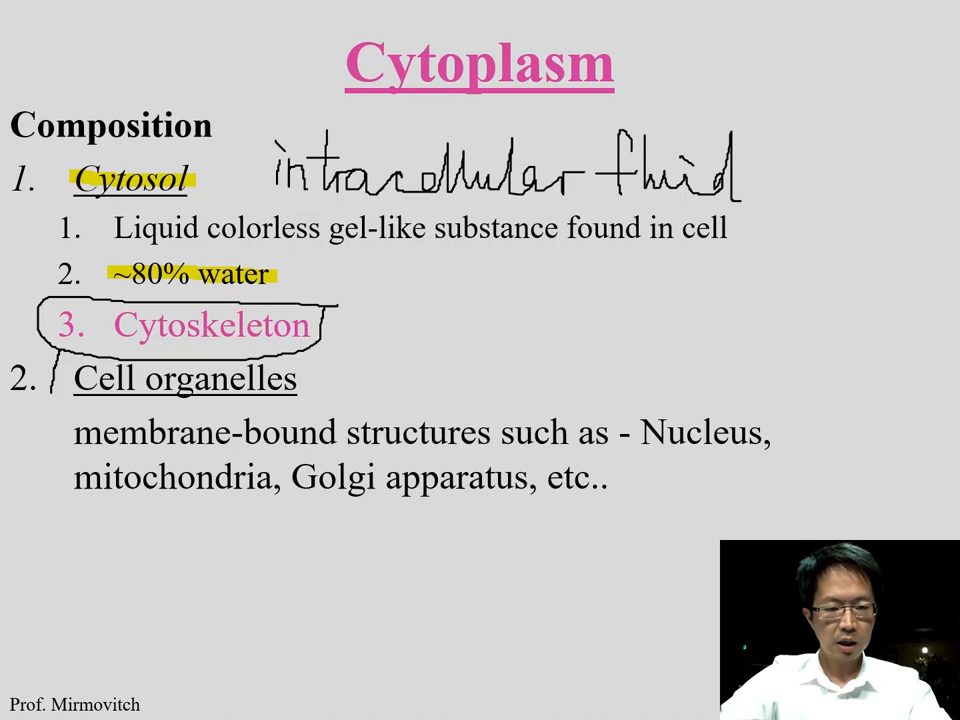 Cytoplasm
Composition
1. Cytosol
intracollular fluid
1. Liquid colorless gel-like substance found in cell
2. ~80% water
3. Cytoskeleton
2. Cell organelles
membrane-bound structures such as - Nucleus,
mitochondria, Golgi apparatus, etc..
Prof. Mirmovitch